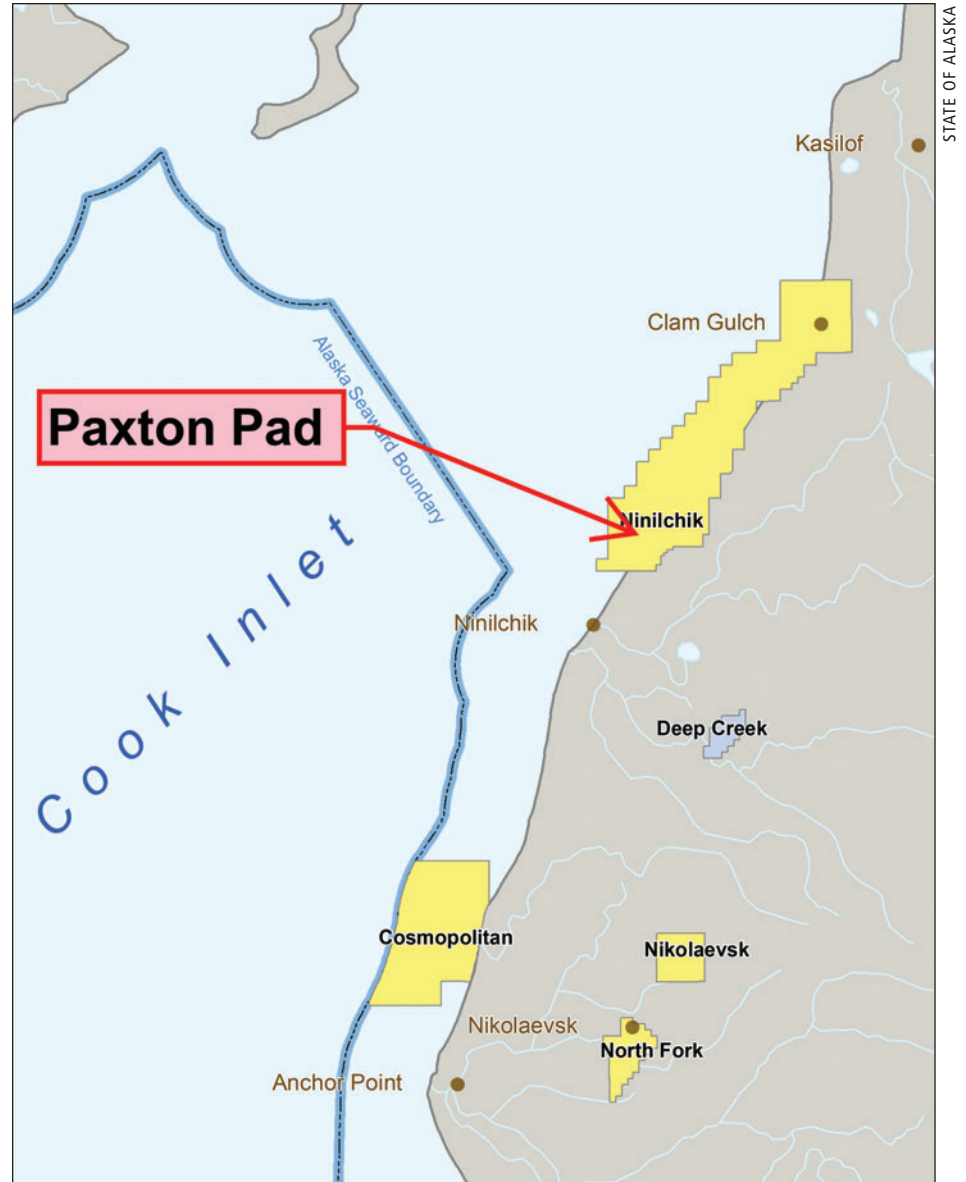 STATE OF ALASKA
Kasilof
Clam Gulch
Alaska Seaward Boundary
Paxton Pad
Ninilchik
Cook Inlet
Ninilchik
Deep Creek
Cosmopolitan
Nikolaevsk
Nikolaevsk
North Fork
Anchor Point